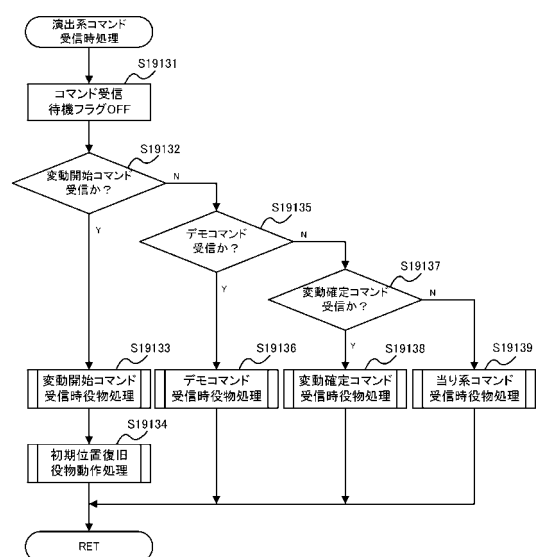 演出系コマンド
受信時処理
S19131
コマンド受信
待機フラグOFF
S19132
変動開始コマンド
受信か？
N
Y
S19135
デモコマンド
受信か？
N
Y
S19137
変動確定コマンド
受信か？
N
Y
S19133
変動開始コマンド
受信時役物処理
S19136
デモコマンド
受信時役物処理
S19138
変動確定コマンド
受信時役物処理
S19139
当り系コマンド
受信時役物処理
S19134
初期位置復旧
役物動作処理
RET